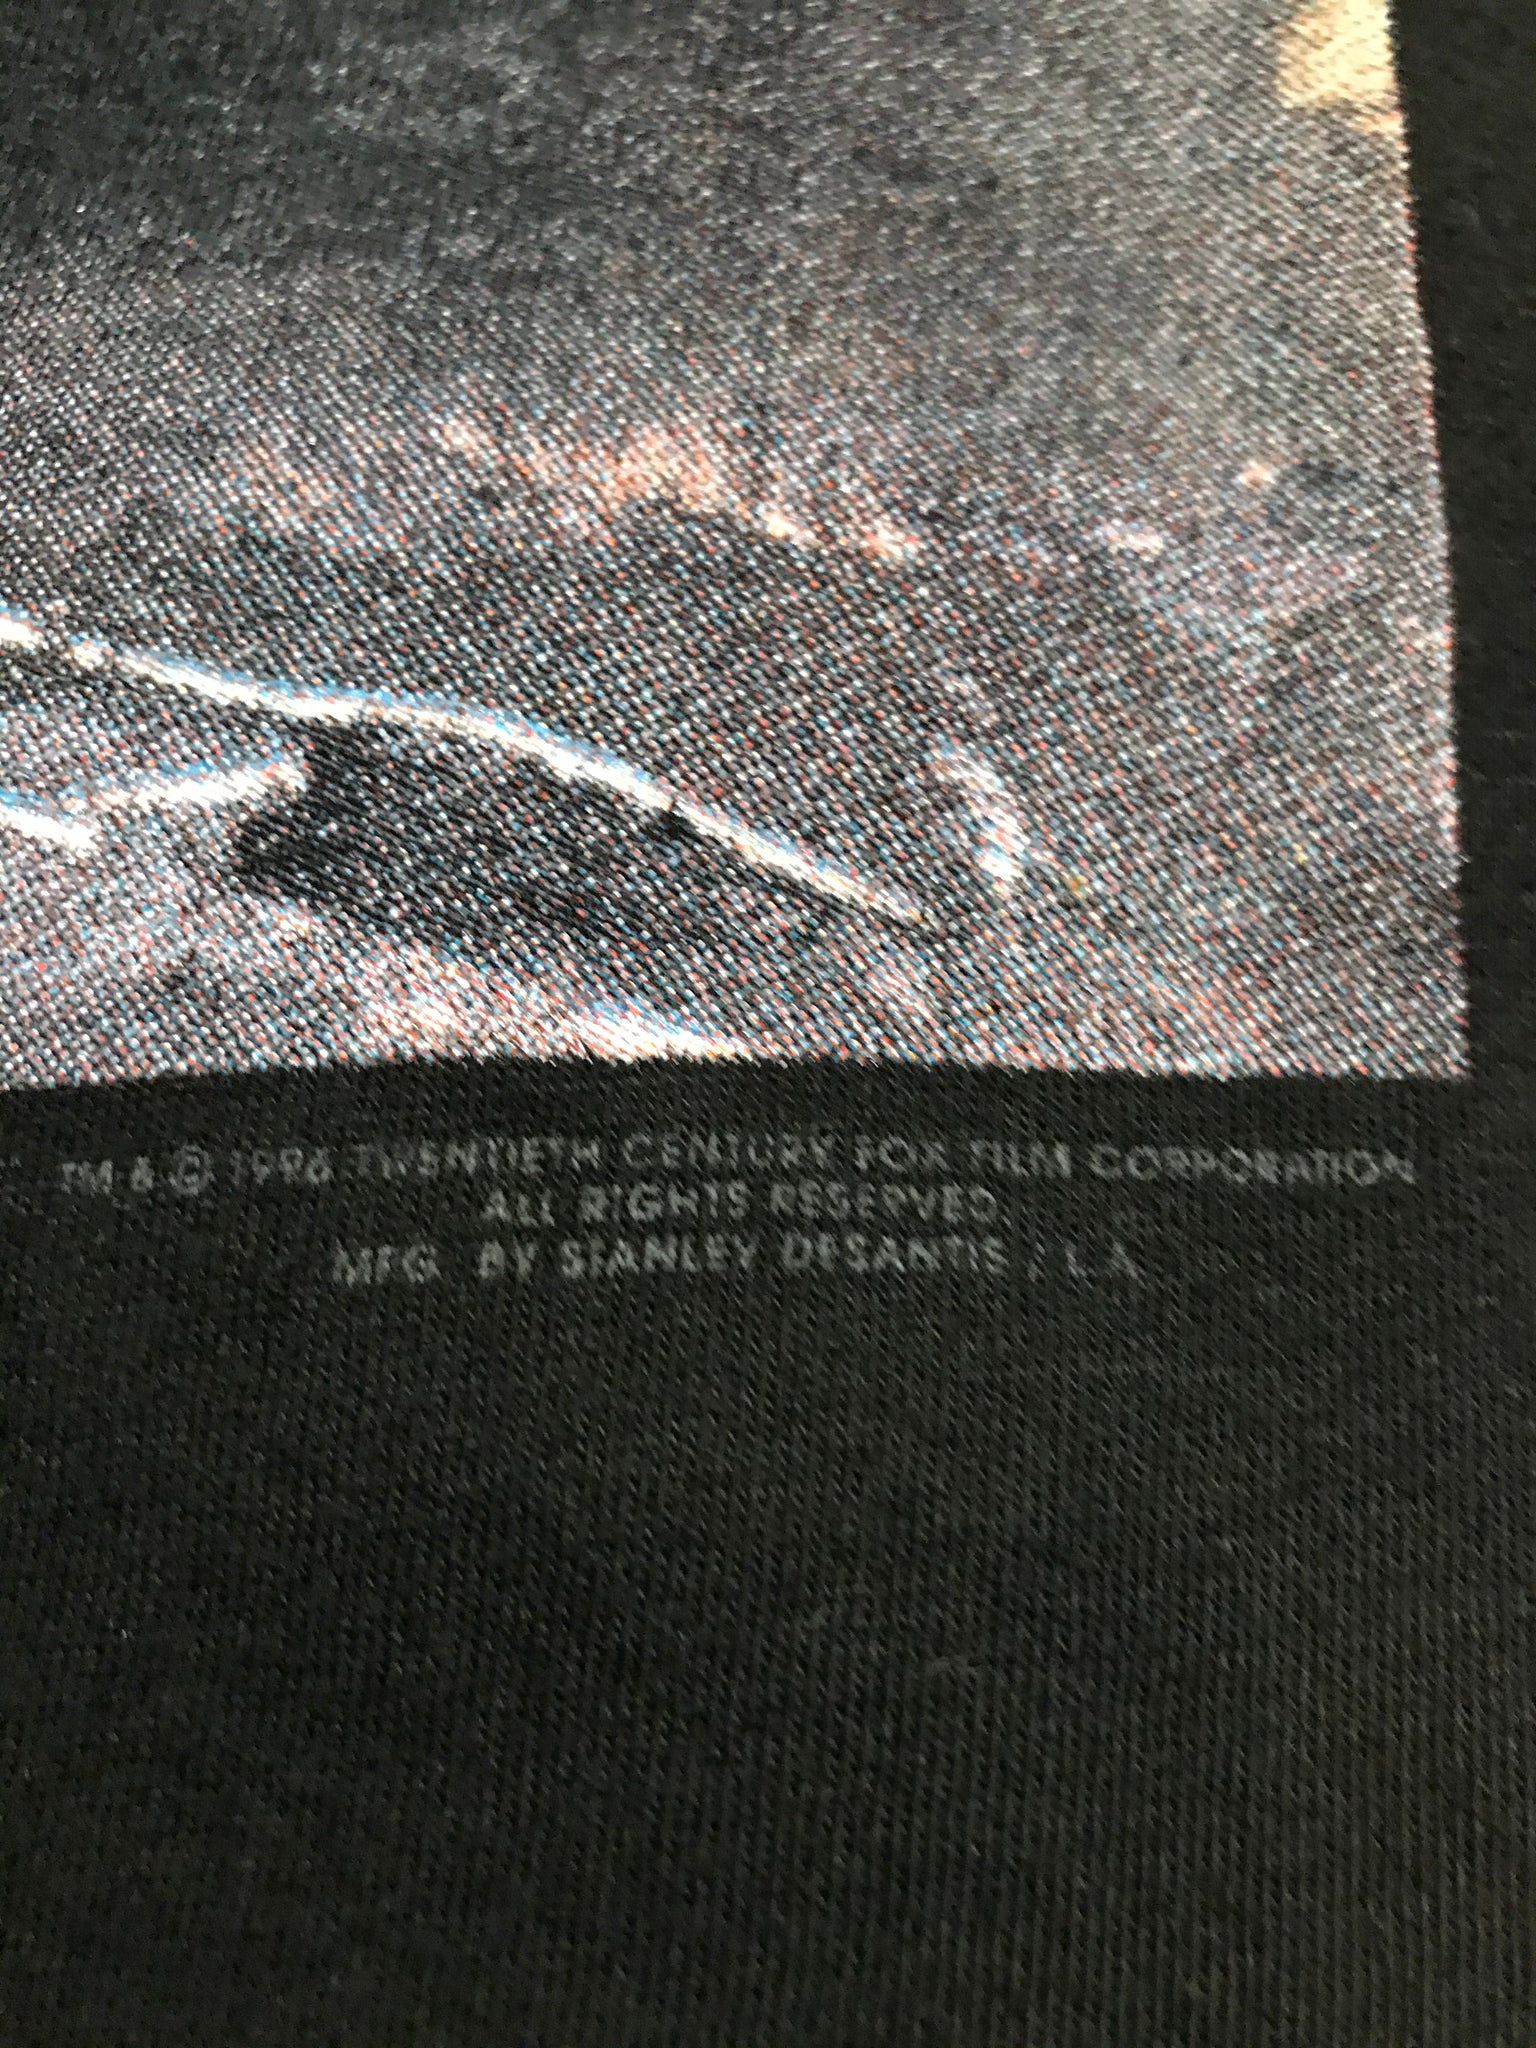 TM & © 1996 TWENTIETH CENTURY FOX FILM CORPORATION
ALL RIGHTS RESERVED.
MFG. BY STANLEY DESANTIS / L.A.